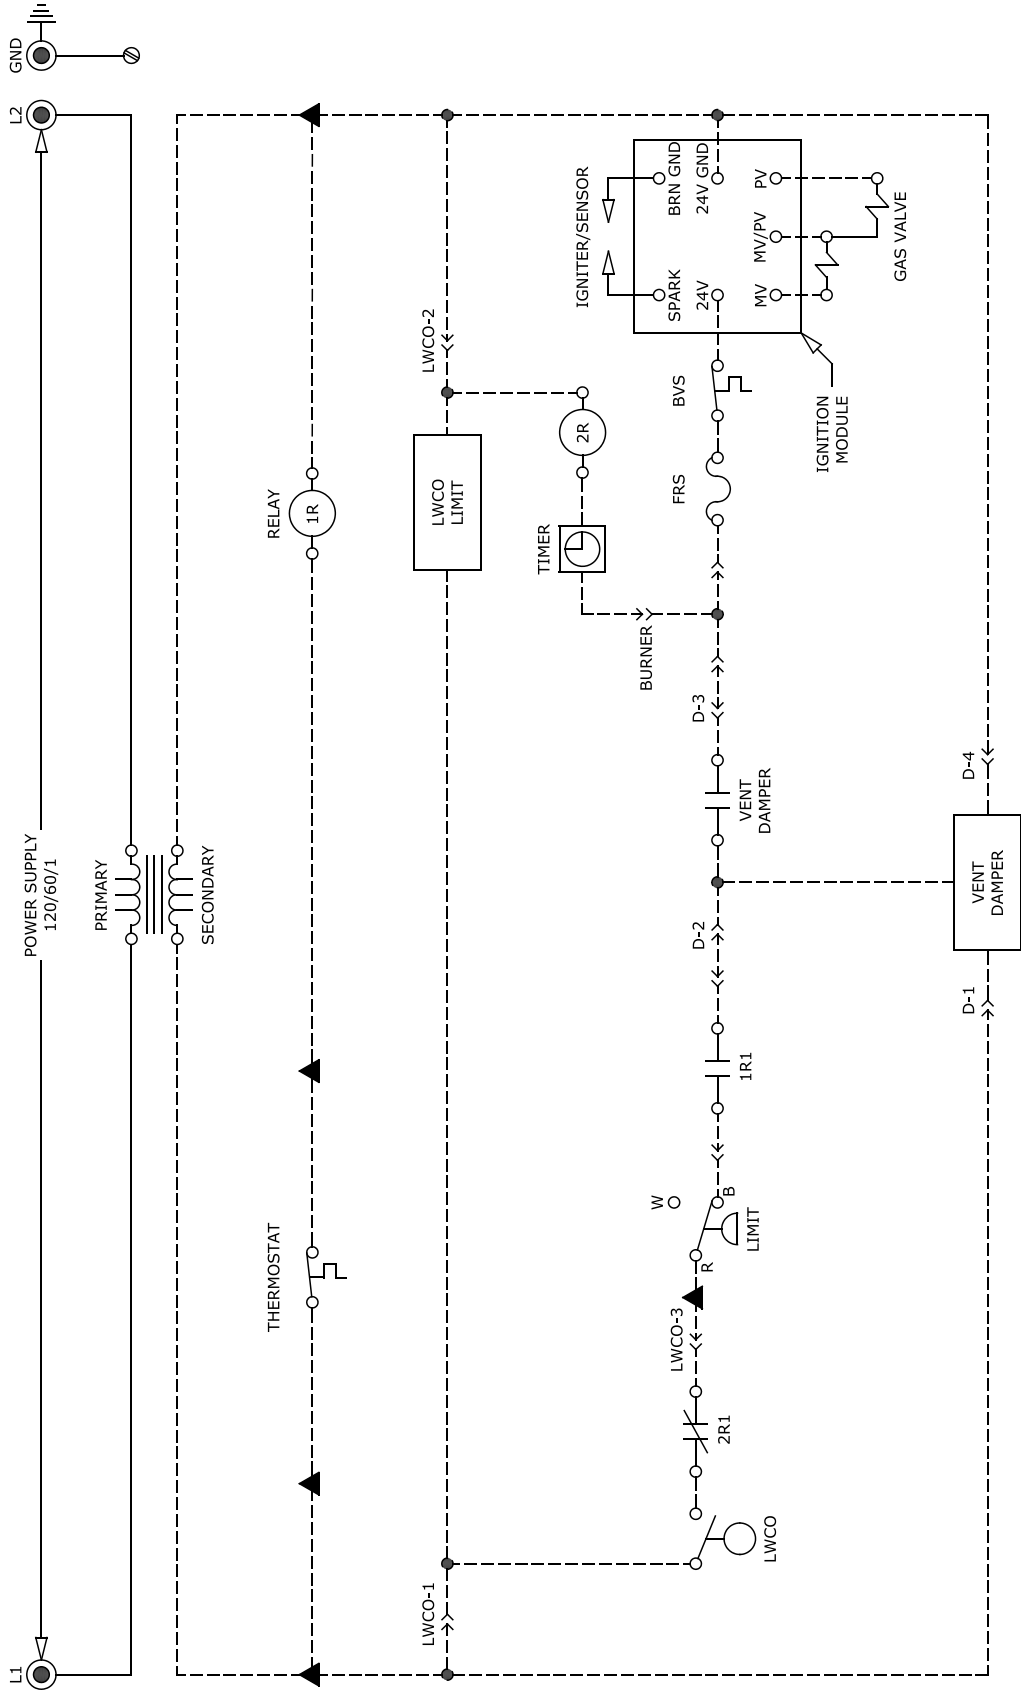 L1
POWER SUPPLY
120/60/1
L2
GND
PRIMARY
SECONDARY
THERMOSTAT
RELAY
1R
LWCO-1
LWCO
LIMIT
LWCO-2
TIMER
2R
BURNER
IGNITER/SENSOR
LWCO
2R1
LWCO-3
R
W
B
LIMIT
1R1
D-2
VENT
DAMPER
D-3
FRS
BVS
SPARK
BRN GND
24V
24V GND
MV
MV/PV
PV
IGNITION
MODULE
GAS VALVE
D-1
VENT
DAMPER
D-4